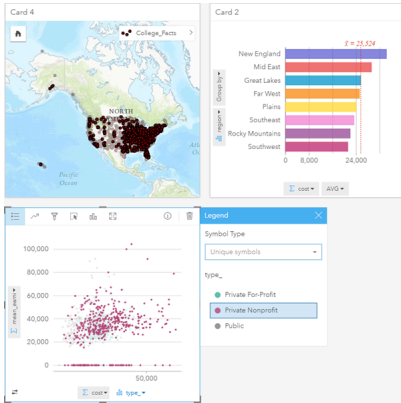 Card 4
College_Facts
NORTH
Pacific
Ocean
Card 2
x̄ = 25,524
New England
Mid East
Great Lakes
Far West
Plains
Southeast
Rocky Mountains
Southwest
0 8,000 24,000
Group by
region
Σ cost AVG
100,000
80,000
60,000
40,000
20,000
0
50,000
mean_earni
Σ cost type_
Legend
Symbol Type
Unique symbols
type_
Private For-Profit
Private Nonprofit
Public